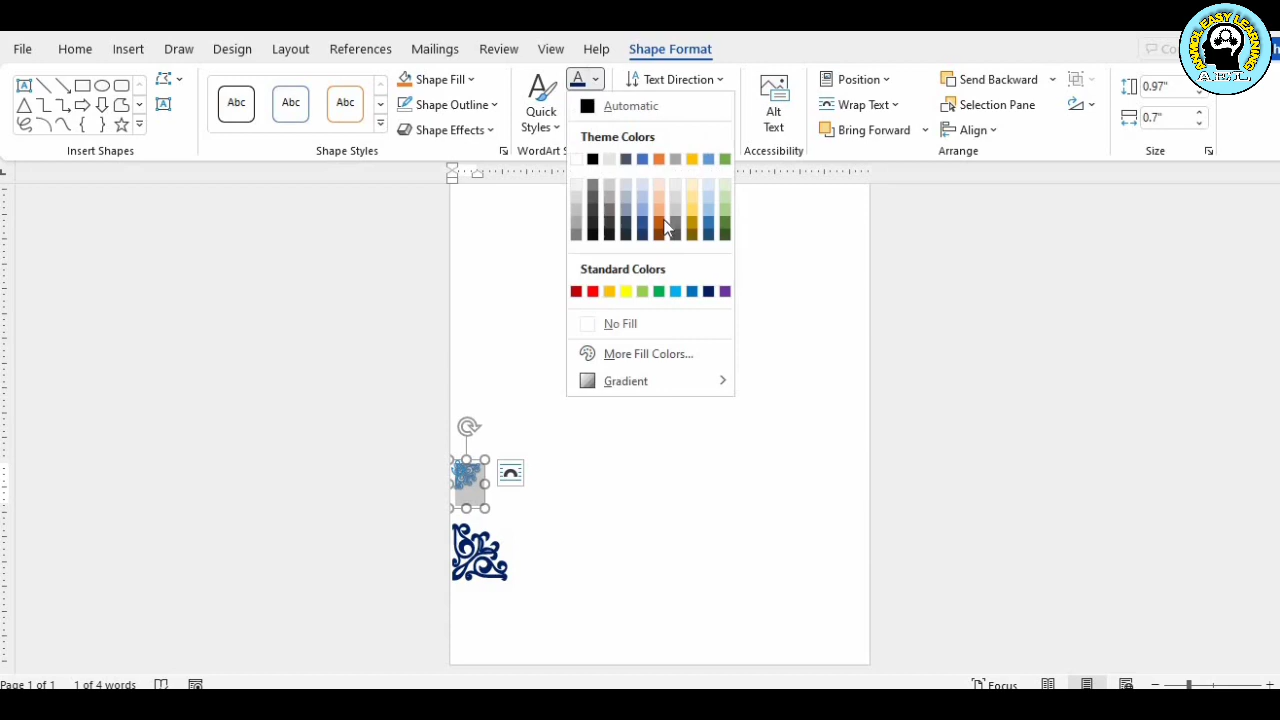 ANMOL EASY LEARNING
A.E.L
File Home Insert Draw Design Layout References Mailings Review View Help Shape Format
Shape Fill
Shape Outline
Shape Effects
Abc Abc Abc
Insert Shapes
Shape Styles
Quick
Styles
WordArt
Text Direction
Automatic
Theme Colors
Standard Colors
No Fill
More Fill Colors...
Gradient
Alt
Text
Accessibility
Position
Wrap Text
Bring Forward
Send Backward
Selection Pane
Align
Arrange
0.97"
0.7"
Size
Page 1 of 1 1 of 4 words
Focus